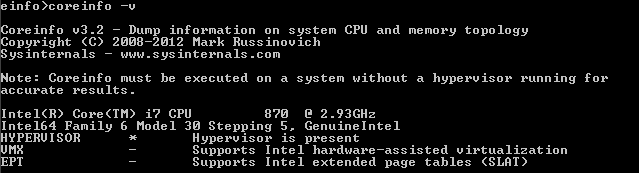 einfo>coreinfo -v
Coreinfo v3.2 - Dump information on system CPU and memory topology
Copyright (C) 2008-2012 Mark Russinovich
Sysinternals - www.sysinternals.com
Note: Coreinfo must be executed on a system without a hypervisor running for
accurate results.
Intel(R) Core(TM) i7 CPU         870  @ 2.93GHz
Intel64 Family 6 Model 30 Stepping 5, GenuineIntel
HYPERVISOR      *       Hypervisor is present
VMX             -       Supports Intel hardware-assisted virtualization
EPT             -       Supports Intel extended page tables (SLAT)